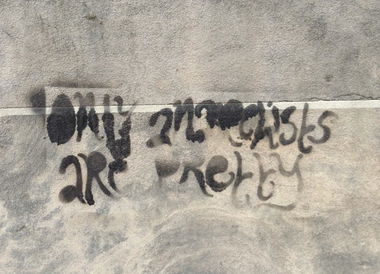 only anarchists
are pretty